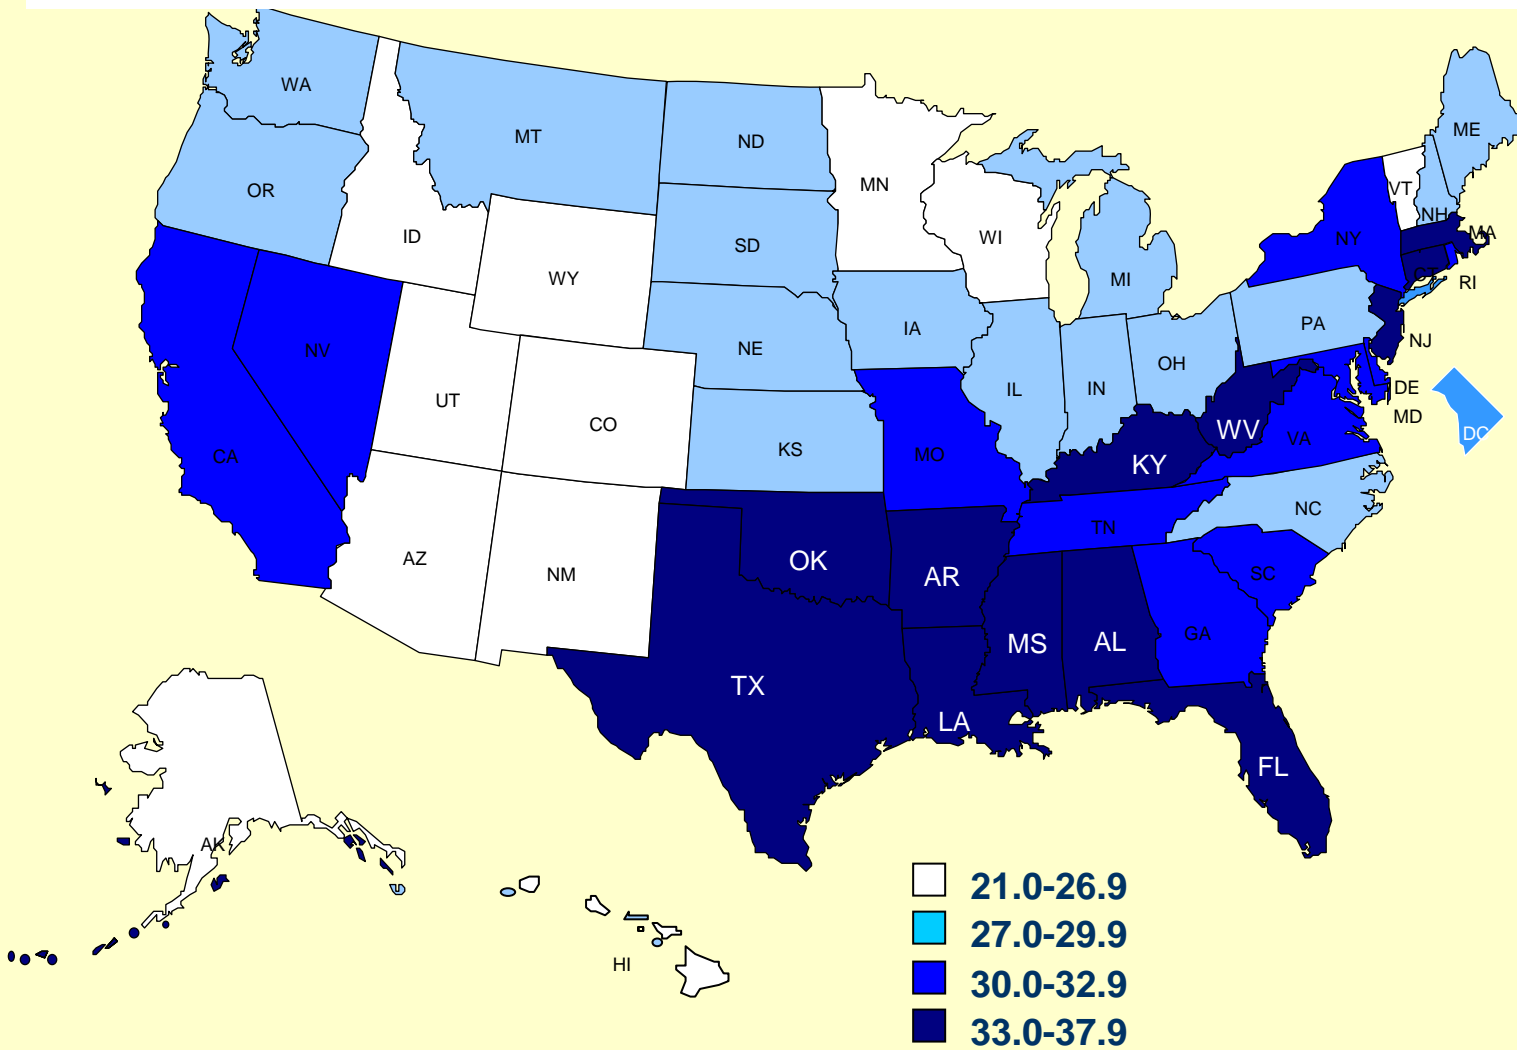 WA
MT
ND
ME
OR
MN
VT
ID
SD
WI
NH
NY
MA
WY
MI
CT
RI
IA
PA
NV
NE
OH
NJ
UT
CO
IL
IN
DE
MD
KS
WV
DC
CA
MO
KY
VA
AZ
NM
OK
AR
TN
NC
SC
TX
MS
AL
GA
LA
FL
AK
HI
21.0-26.9
27.0-29.9
30.0-32.9
33.0-37.9